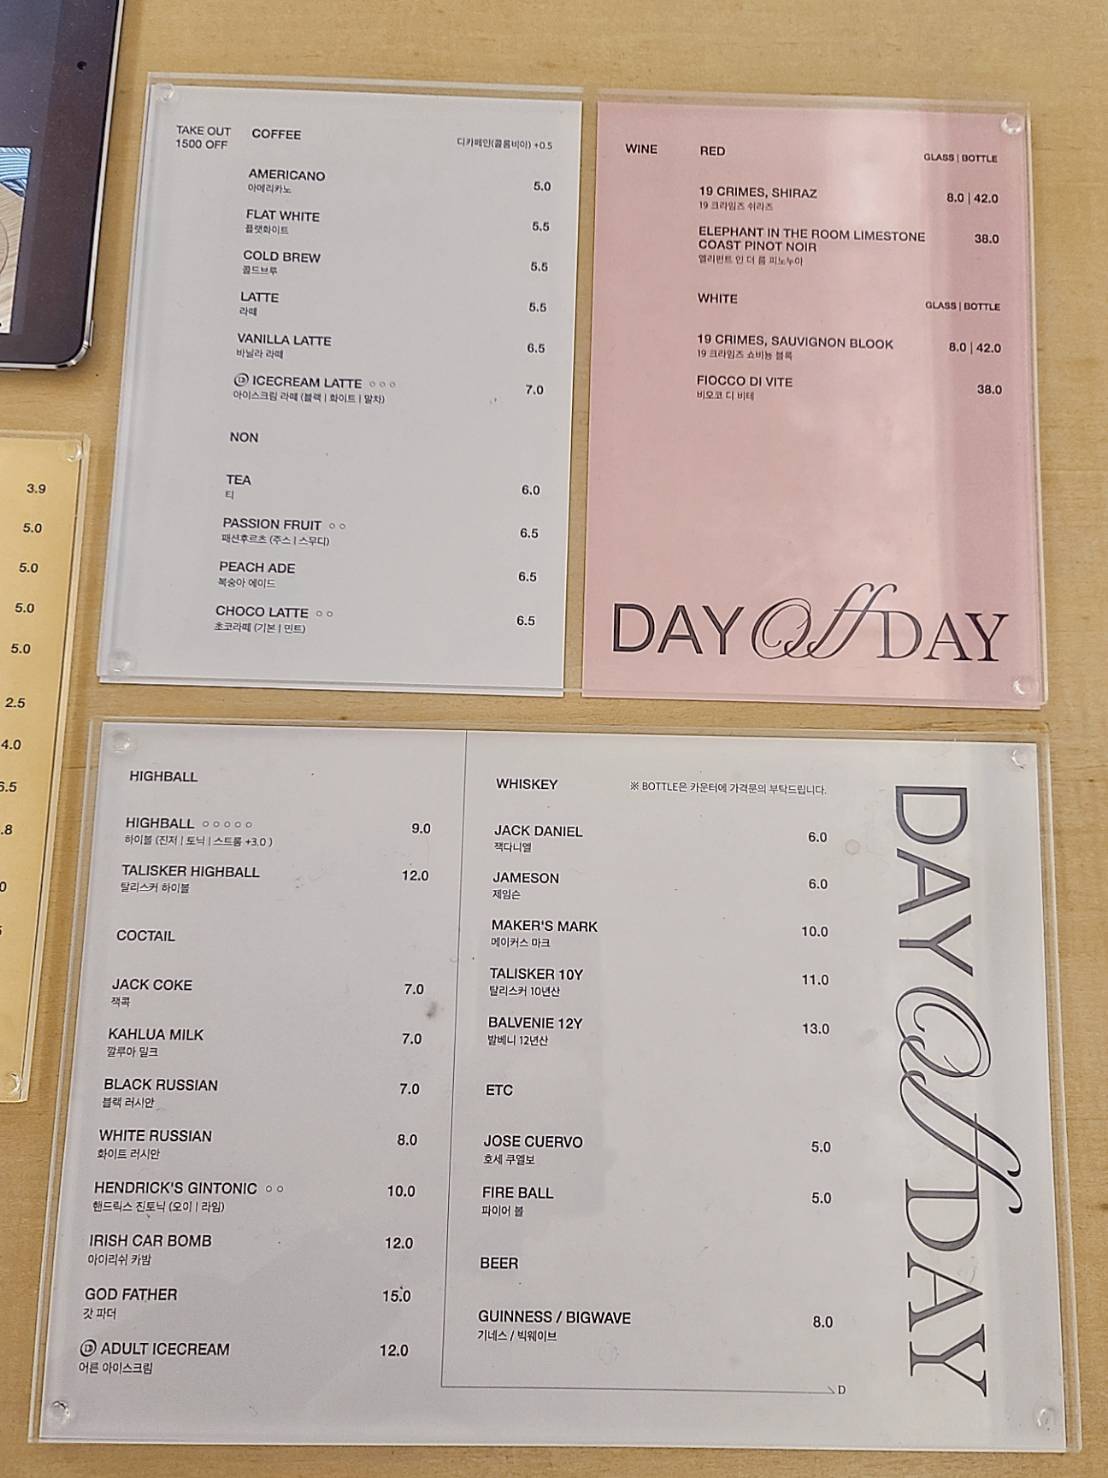 TAKE OUT
1500 OFF
COFFEE
디카페인(콜롬비아) +0.5
AMERICANO 5.0
아메리카노
FLAT WHITE 5.5
플랫화이트
COLD BREW 5.5
콜드브루
LATTE 5.5
라떼
VANILLA LATTE 6.5
바닐라 라떼
D ICECREAM LATTE ○○○ 7.0
아이스크림 라떼 (블랙 | 화이트 | 말차)
NON
TEA 6.0
티
PASSION FRUIT ○○ 6.5
패션후르츠 (주스 | 스무디)
PEACH ADE 6.5
복숭아 에이드
CHOCO LATTE ○○ 6.5
초코라떼 (기본 | 민트)
WINE RED GLASS | BOTTLE
19 CRIMES, SHIRAZ 8.0 | 42.0
19 크라임즈 쉬라즈
ELEPHANT IN THE ROOM LIMESTONE 38.0
COAST PINOT NOIR
엘리펀트 인 더 룸 피노누아
WHITE GLASS | BOTTLE
19 CRIMES, SAUVIGNON BLOOK 8.0 | 42.0
19 크라임즈 쇼비뇽 블록
FIOCCO DI VITE 38.0
비오코 디 비테
DAY Off DAY
3.9
5.0
5.0
5.0
5.0
2.5
4.0
HIGHBALL
HIGHBALL ○○○○○ 9.0
하이볼 (진저 | 토닉 | 스트롱 +3.0 )
TALISKER HIGHBALL 12.0
탈리스커 하이볼
COCTAIL
JACK COKE 7.0
잭콕
KAHLUA MILK 7.0
깔루아 밀크
BLACK RUSSIAN 7.0
블랙 러시안
WHITE RUSSIAN 8.0
화이트 러시안
HENDRICK'S GINTONIC ○○ 10.0
핸드릭스 진토닉 (오이 | 라임)
IRISH CAR BOMB 12.0
아이리쉬 카밤
GOD FATHER 15.0
갓 파더
D ADULT ICECREAM 12.0
어른 아이스크림
WHISKEY ※ BOTTLE은 카운터에 가격문의 부탁드립니다.
JACK DANIEL 6.0
잭다니엘
JAMESON 6.0
제임슨
MAKER'S MARK 10.0
메이커스 마크
TALISKER 10Y 11.0
탈리스커 10년산
BALVENIE 12Y 13.0
발베니 12년산
ETC
JOSE CUERVO 5.0
호세 쿠엘보
FIRE BALL 5.0
파이어 볼
BEER
GUINNESS / BIGWAVE 8.0
기네스 / 빅웨이브
D
DAY Off DAY